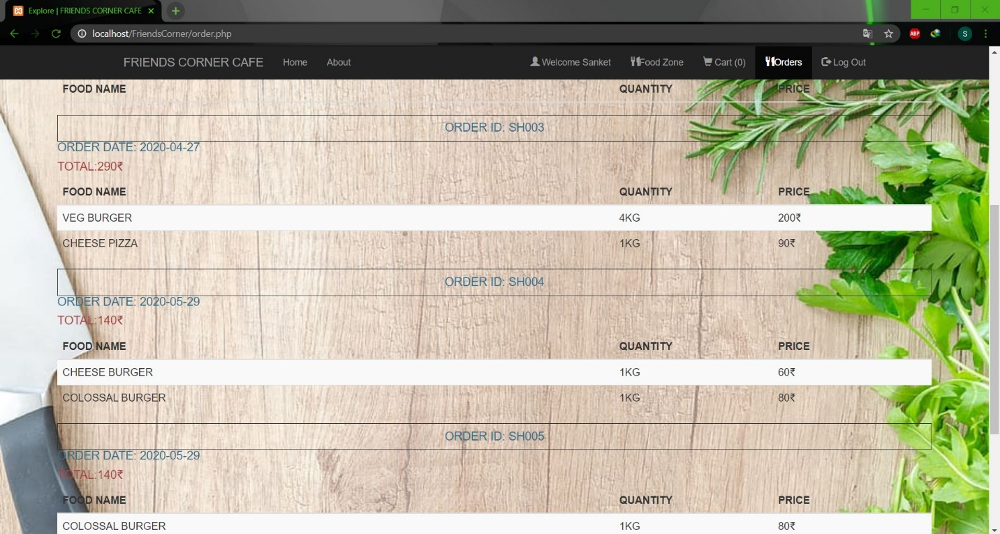 Explore | FRIENDS CORNER CAFE
localhost/FriendsCorner/order.php
ABP
S
FRIENDS CORNER CAFE Home About Welcome Sanket Food Zone Cart (0) Orders Log Out
FOOD NAME QUANTITY PRICE
ORDER ID: SH003
ORDER DATE: 2020-04-27
TOTAL:290₹
FOOD NAME QUANTITY PRICE
VEG BURGER 4KG 200₹
CHEESE PIZZA 1KG 90₹
ORDER ID: SH004
ORDER DATE: 2020-05-29
TOTAL:140₹
FOOD NAME QUANTITY PRICE
CHEESE BURGER 1KG 60₹
COLOSSAL BURGER 1KG 80₹
ORDER ID: SH005
ORDER DATE: 2020-05-29
TOTAL:140₹
FOOD NAME QUANTITY PRICE
COLOSSAL BURGER 1KG 80₹